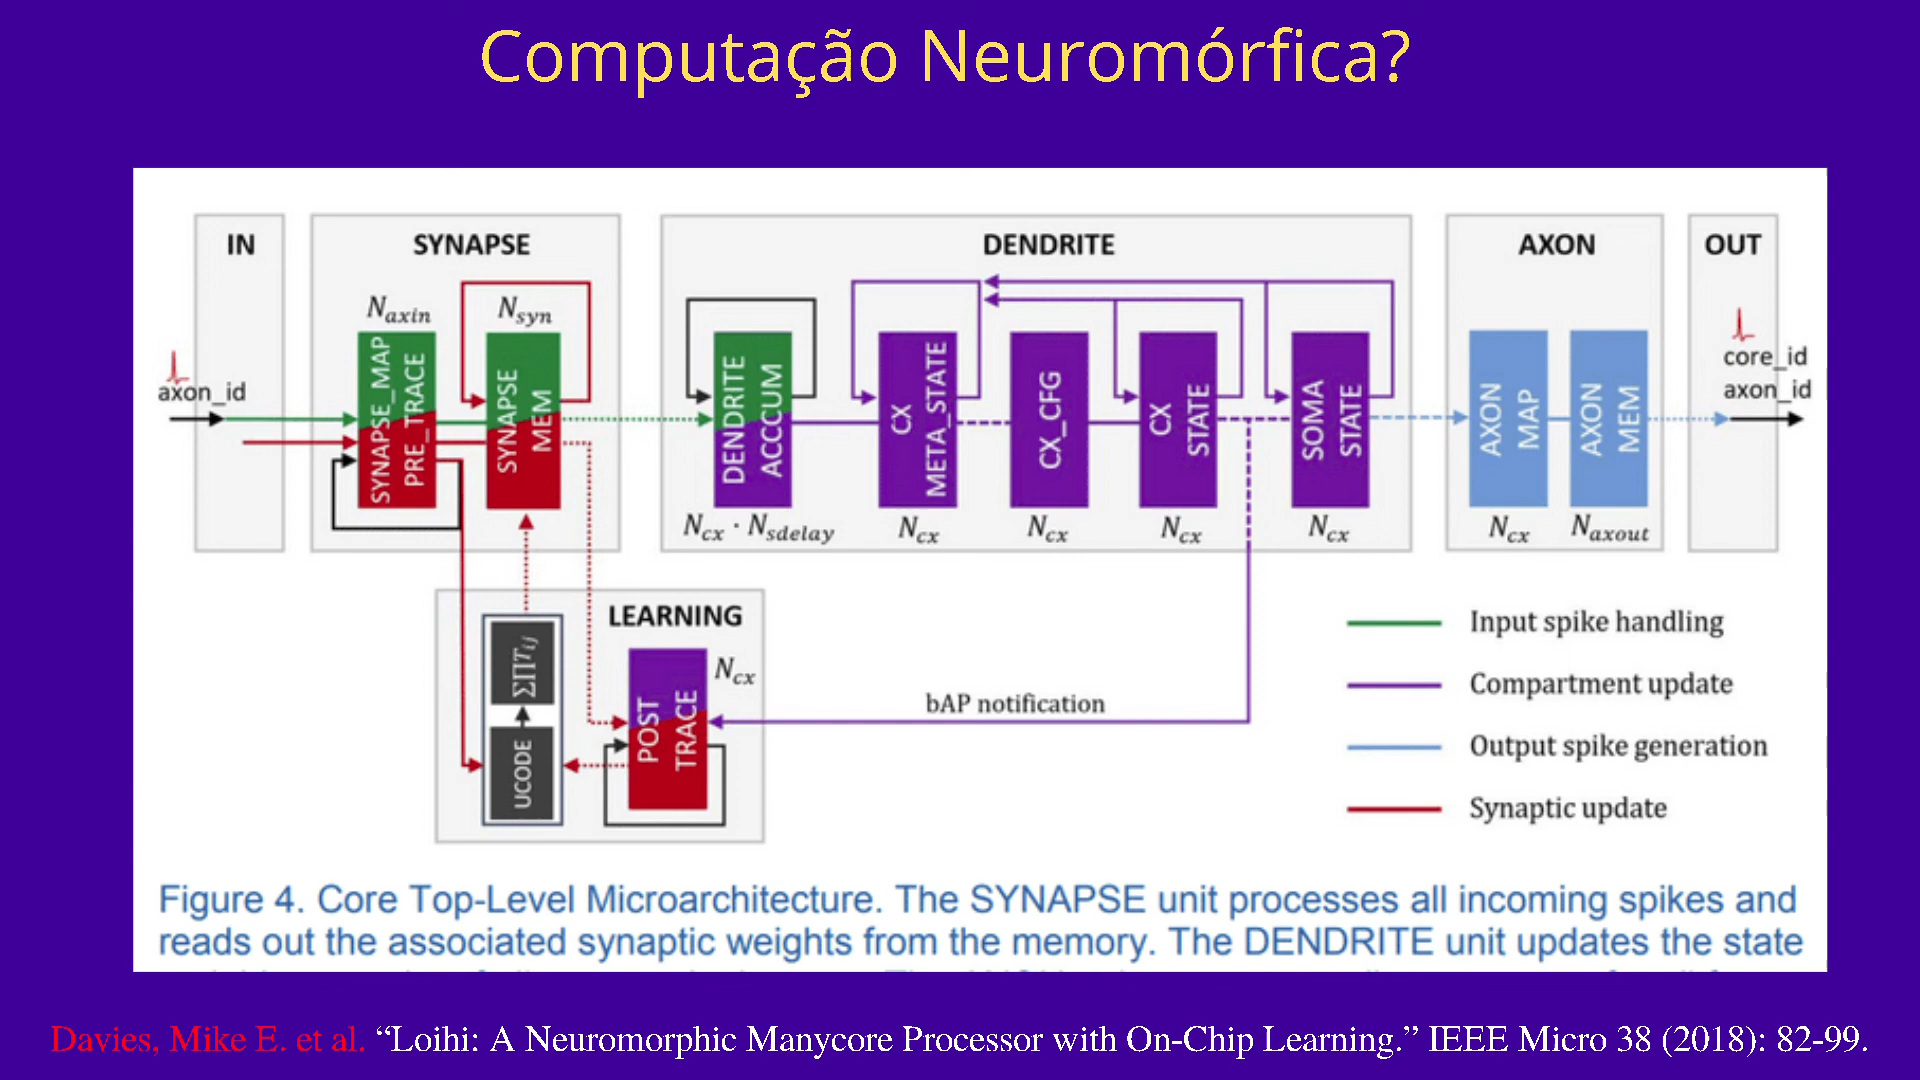 Computação Neuromórfica?
IN
SYNAPSE
DENDRITE
AXON
OUT
N_axin
N_syn
axon_id
SYNAPSE_MAP
PRE_TRACE
SYNAPSE
MEM
DENDRITE
ACCCUM
CX
META_STATE
CX_CFG
CX
STATE
SOMA
STATE
AXON
MAP
AXON
MEM
core_id
axon_id
N_cx · N_sdelay
N_cx
N_cx
N_cx
N_cx
N_cx
N_axout
LEARNING
ΣΠT_ij
UCODE
POST
TRACE
N_cx
bAP notification
Input spike handling
Compartment update
Output spike generation
Synaptic update
Figure 4. Core Top-Level Microarchitecture. The SYNAPSE unit processes all incoming spikes and
reads out the associated synaptic weights from the memory. The DENDRITE unit updates the state
Davies, Mike E. et al. “Loihi: A Neuromorphic Manycore Processor with On-Chip Learning.” IEEE Micro 38 (2018): 82-99.